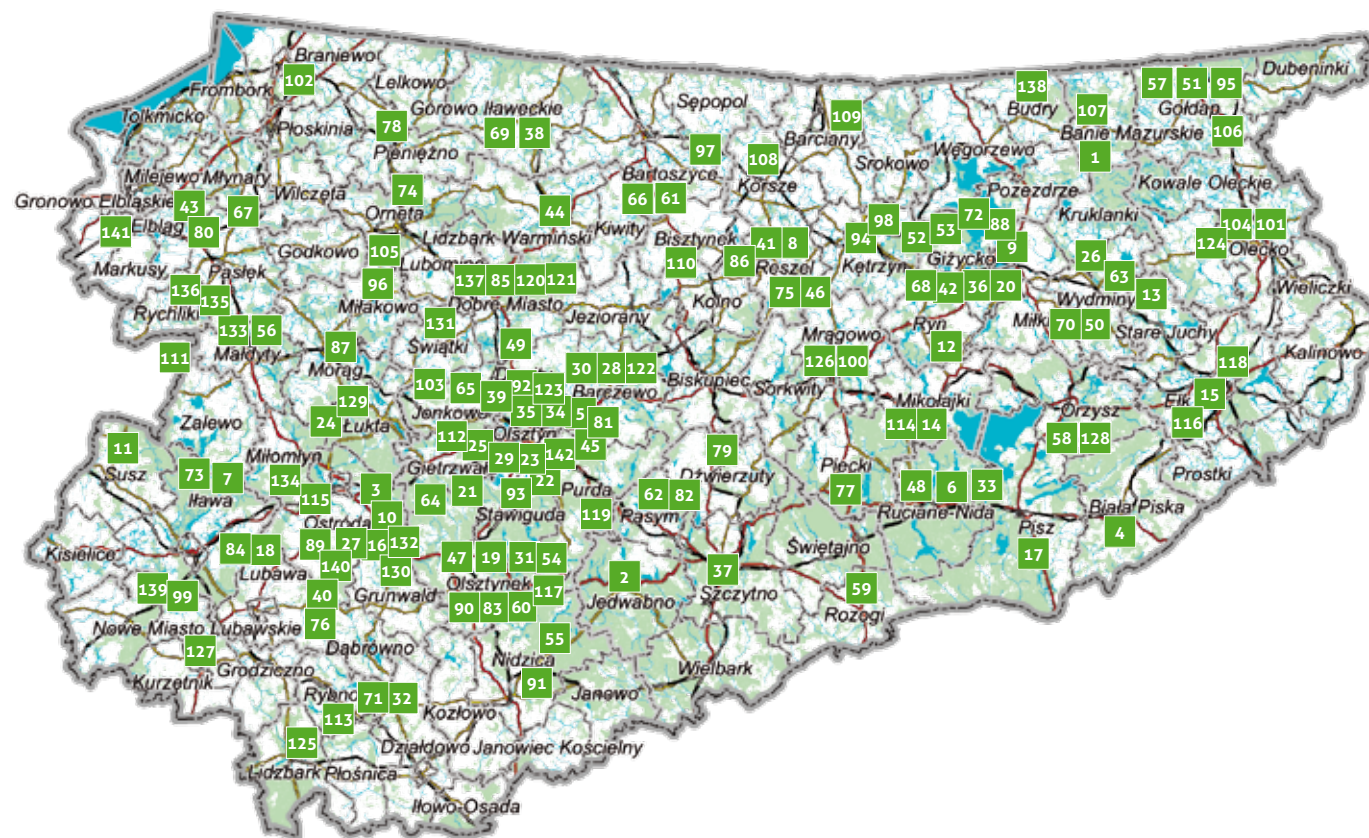 Braniewo
102
Lelkowo
Frombork
Tolkmicko
Płoskinia
78
Pieniężno
Górowo Iławeckie
69 38
Sępopol
97
Bartoszyce
66 61
109
Barciany
108
Korsze
Srokowo
Węgorzewo
138
Budry
107
Banie Mazurskie
1
57 51 95
Gołdap
106
Dubeninki
Milejewo Młynary
Wilczęta
Gronowo Elbląskie
43
67
141
Elbląg
80
74
Orneta
44
Kiwity
Lidzbark Warmiński
Pozezdrze
Kruklanki
Kowale Oleckie
104 101
124
Olecko
98
94
Kętrzyn
52 53 72 88
9
Giżycko
26
63
13
Wydminy
Wieliczki
Markusy
Pasłęk
Godkowo
105
Lubomino
96
Miłakowo
137 85 120 121
Dobre Miasto
Bisztynek
110
86
41 8
Reszel
75 46
Kolno
Jeziorany
68 42 36 20
Ryn
12
70 50
Stare Juchy
136
135
Rychliki
133 56
Małdyty
111
87
Morąg
131
Świątki
49
Mrągowo
126 100
118
Kalinowo
15
Ełk
116
30 28 122
Barczewo
Biskupiec
Sorkwity
Mikołajki
114 14
Orzysz
58 128
Prostki
103 65 39 92 123
Jonkowo
35 34 5
81
129
24
Łukta
Zalewo
11
Susz
73 7
Iława
Miłomłyn
134
115
112
25
Olsztyn
29 23 142 45
22
Gietrzwałd
64 21 93
Stawiguda
Purda
119
79
Dźwierzuty
62 82
Pasym
Piecki
77
48 6 33
Ruciane-Nida
Pisz
17
Biała Piska
4
3
10
Ostróda
89 27 16 132
140
130
Kisielice
84 18
Lubawa
139 99
40
76
Grunwald
47 19 31 54
Olsztynek
117
90 83 60
2
Jedwabno
37
Szczytno
Świętajno
59
Rozogi
Nowe Miasto Lubawskie
127
Kurzętnik
Grodziczno
Dąbrówno
55
Nidzica
91
Janowo
Wielbark
Rybno
71 32
113
Kozłowo
125
Lidzbark Płośnica
Działdowo Janowiec Kościelny
Iłowo-Osada